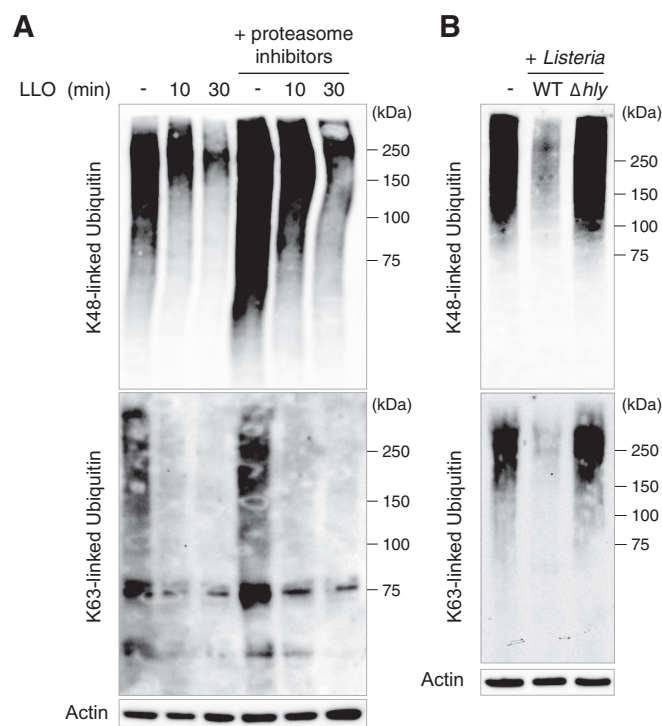 A
+ proteasome
inhibitors
LLO (min) - 10 30 - 10 30
(kDa)
250
150
100
75
K48-linked Ubiquitin
(kDa)
250
150
100
75
K63-linked Ubiquitin
Actin
B
+ Listeria
- WT Δhly
(kDa)
250
150
100
75
K48-linked Ubiquitin
(kDa)
250
150
100
75
K63-linked Ubiquitin
Actin